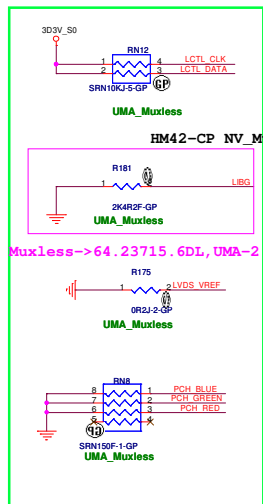 3D3V_S0
RN12
1 4 LCTL_CLK
2 3 LCTL_DATA
SRN10KJ-5-GP
GP
UMA_Muxless
HM42-CP NV_M
R181
1 2 LIBG
2K4R2F-GP
UMA_Muxless
Muxless->64.23715.6DL,UMA-2
R175
1 2 LVDS_VREF
0R2J-2-GP
UMA_Muxless
RN8
8 1 PCH_BLUE
7 2 PCH_GREEN
6 3 PCH_RED
5 4
SRN150F-1-GP
UMA_Muxless